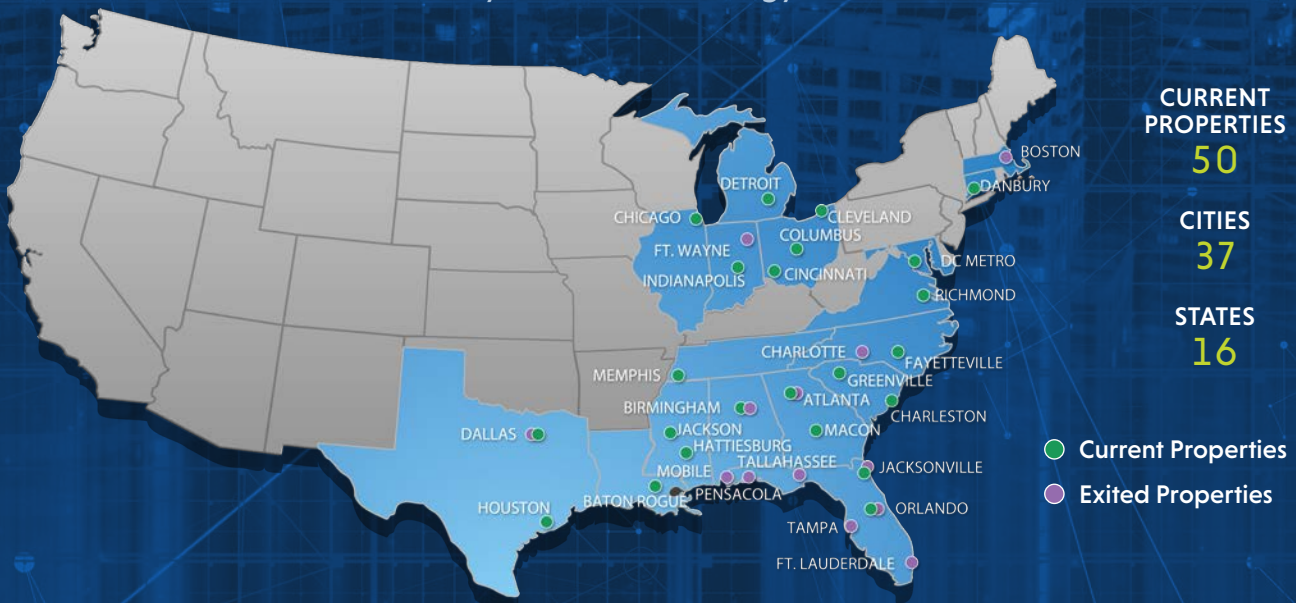 CURRENT
PROPERTIES
50
CITIES
37
STATES
16
BOSTON
DANBURY
DETROIT
CHICAGO
CLEVELAND
COLUMBUS
FT. WAYNE
DC METRO
INDIANAPOLIS
CINCINNATI
RICHMOND
CHARLOTTE
FAYETTEVILLE
MEMPHIS
GREENVILLE
BIRMINGHAM
ATLANTA
CHARLESTON
DALLAS
JACKSON
MACON
HATTIESBURG
TALLAHASSEE
MOBILE
JACKSONVILLE
PENSACOLA
BATON ROGUE
HOUSTON
ORLANDO
TAMPA
FT. LAUDERDALE
Current Properties
Exited Properties